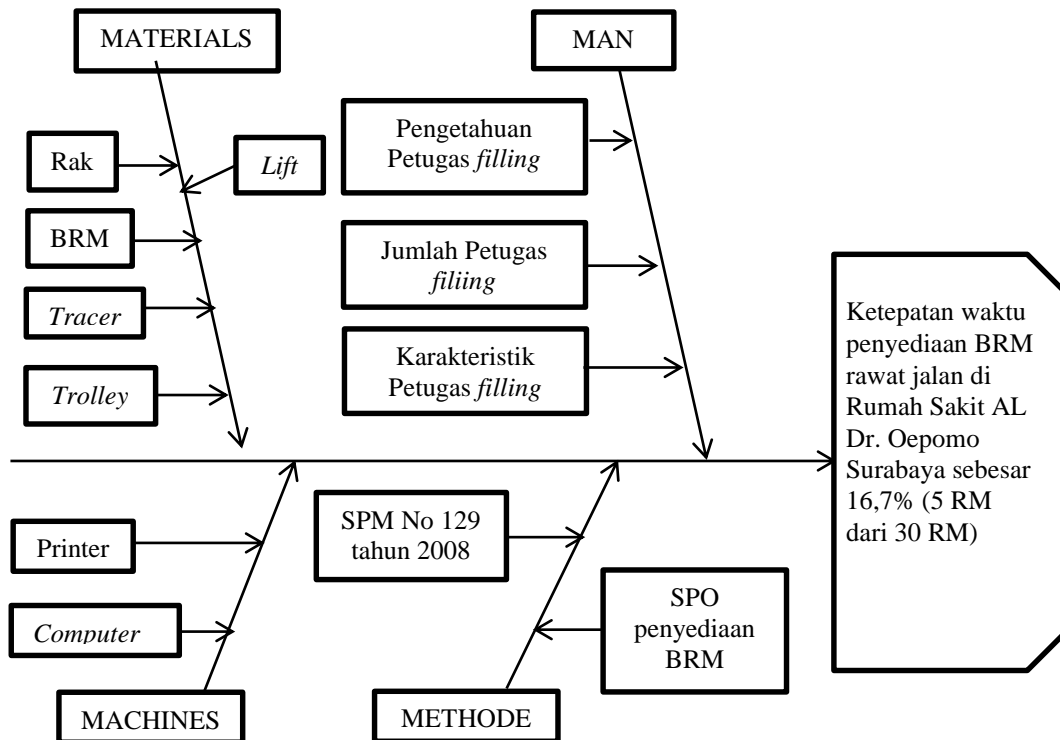 MATERIALS
MAN
Pengetahuan
Petugas filling
Rak
Lift
BRM
Jumlah Petugas
filiing
Tracer
Karakteristik
Petugas filling
Trolley
Ketepatan waktu
penyediaan BRM
rawat jalan di
Rumah Sakit AL
Dr. Oepomo
Surabaya sebesar
16,7% (5 RM
dari 30 RM)
SPM No 129
tahun 2008
Printer
SPO
penyediaan
BRM
Computer
MACHINES
METHODE